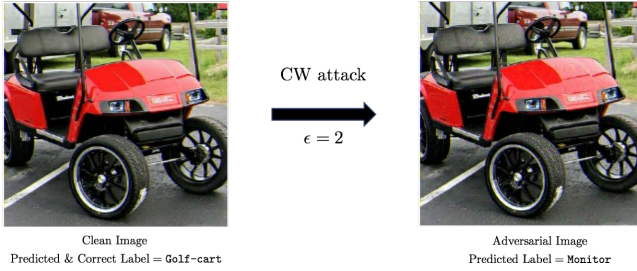 CW attack
ϵ = 2
Clean Image
Predicted & Correct Label = Golf-cart
Adversarial Image
Predicted Label = Monitor